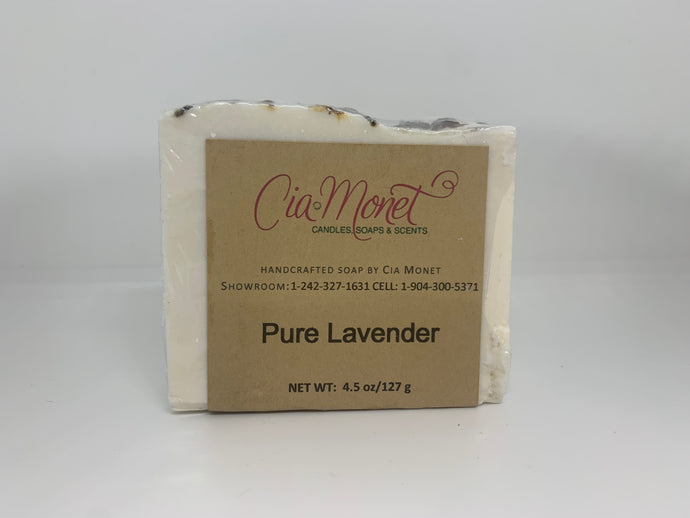 Cia Monet
CANDLES, SOAPS & SCENTS
HANDCRAFTED SOAP BY CIA MONET
SHOWROOM: 1-242-327-1631 CELL: 1-904-300-5371
Pure Lavender
NET WT: 4.5 oz/127 g